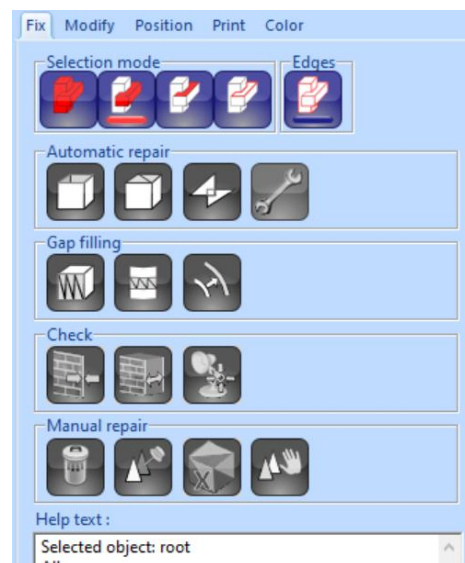 Fix Modify Position Print Color
Selection mode Edges
Automatic repair
Gap filling
Check
Manual repair
Help text :
Selected object: root